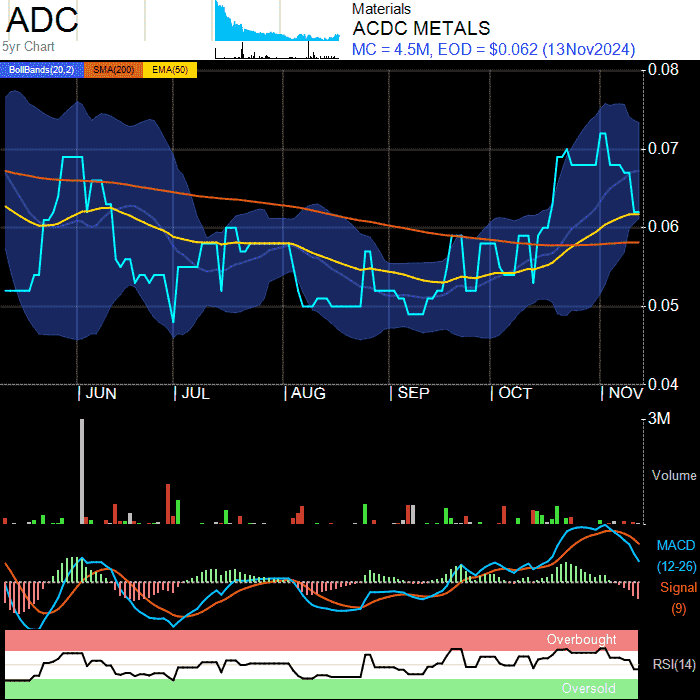 ADC
5yr Chart
Materials
ACDC METALS
MC = 4.5M, EOD = $0.062 (13Nov2024)
BollBands(20,2) SMA(200) EMA(50)
0.08
0.07
0.06
0.05
0.04
JUN JUL AUG SEP OCT NOV
3M
Volume
MACD
(12-26)
Signal
(9)
Overbought
RSI(14)
Oversold